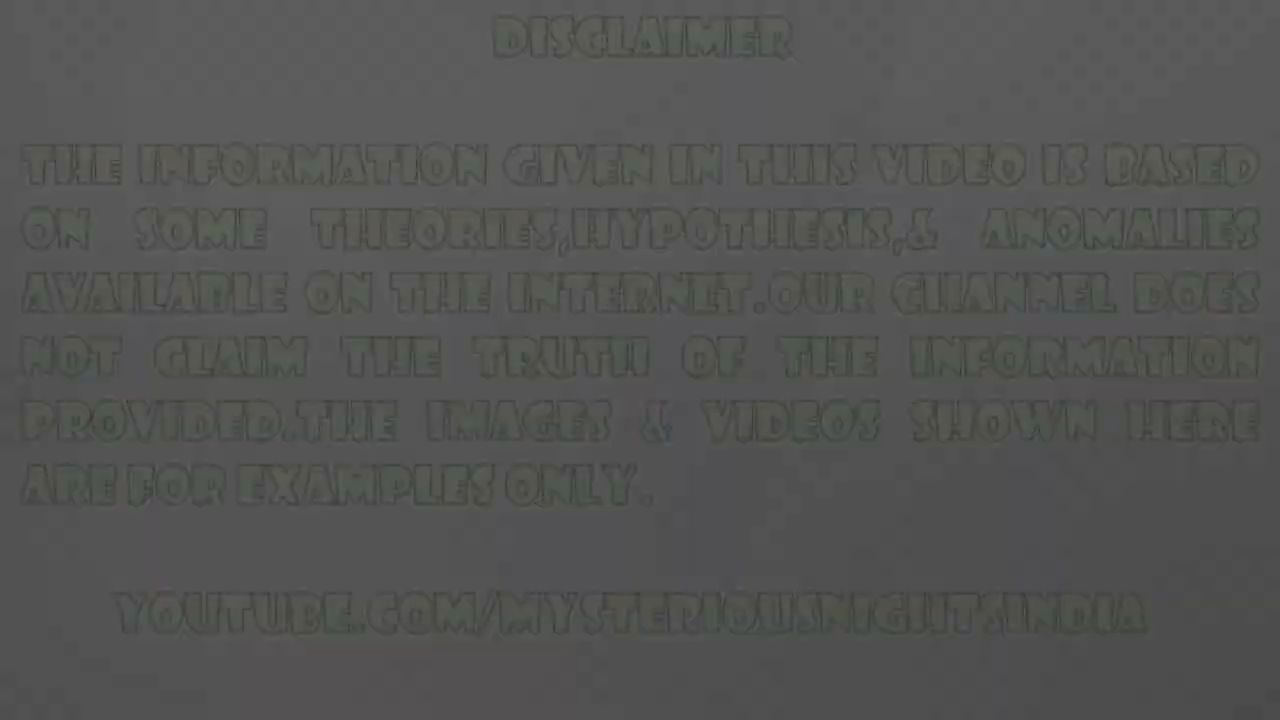 DISCLAIMER
THE INFORMATION GIVEN IN THIS VIDEO IS BASED
ON SOME THEORIES,HYPOTHESIS,& ANOMALIES
AVAILABLE ON THE INTERNET.OUR CHANNEL DOES
NOT CLAIM THE TRUTH OF THE INFORMATION
PROVIDED.THE IMAGES & VIDEOS SHOWN HERE
ARE FOR EXAMPLES ONLY.
YOUTUBE.COM/MYSTERIOUSNIGHTSINDIA